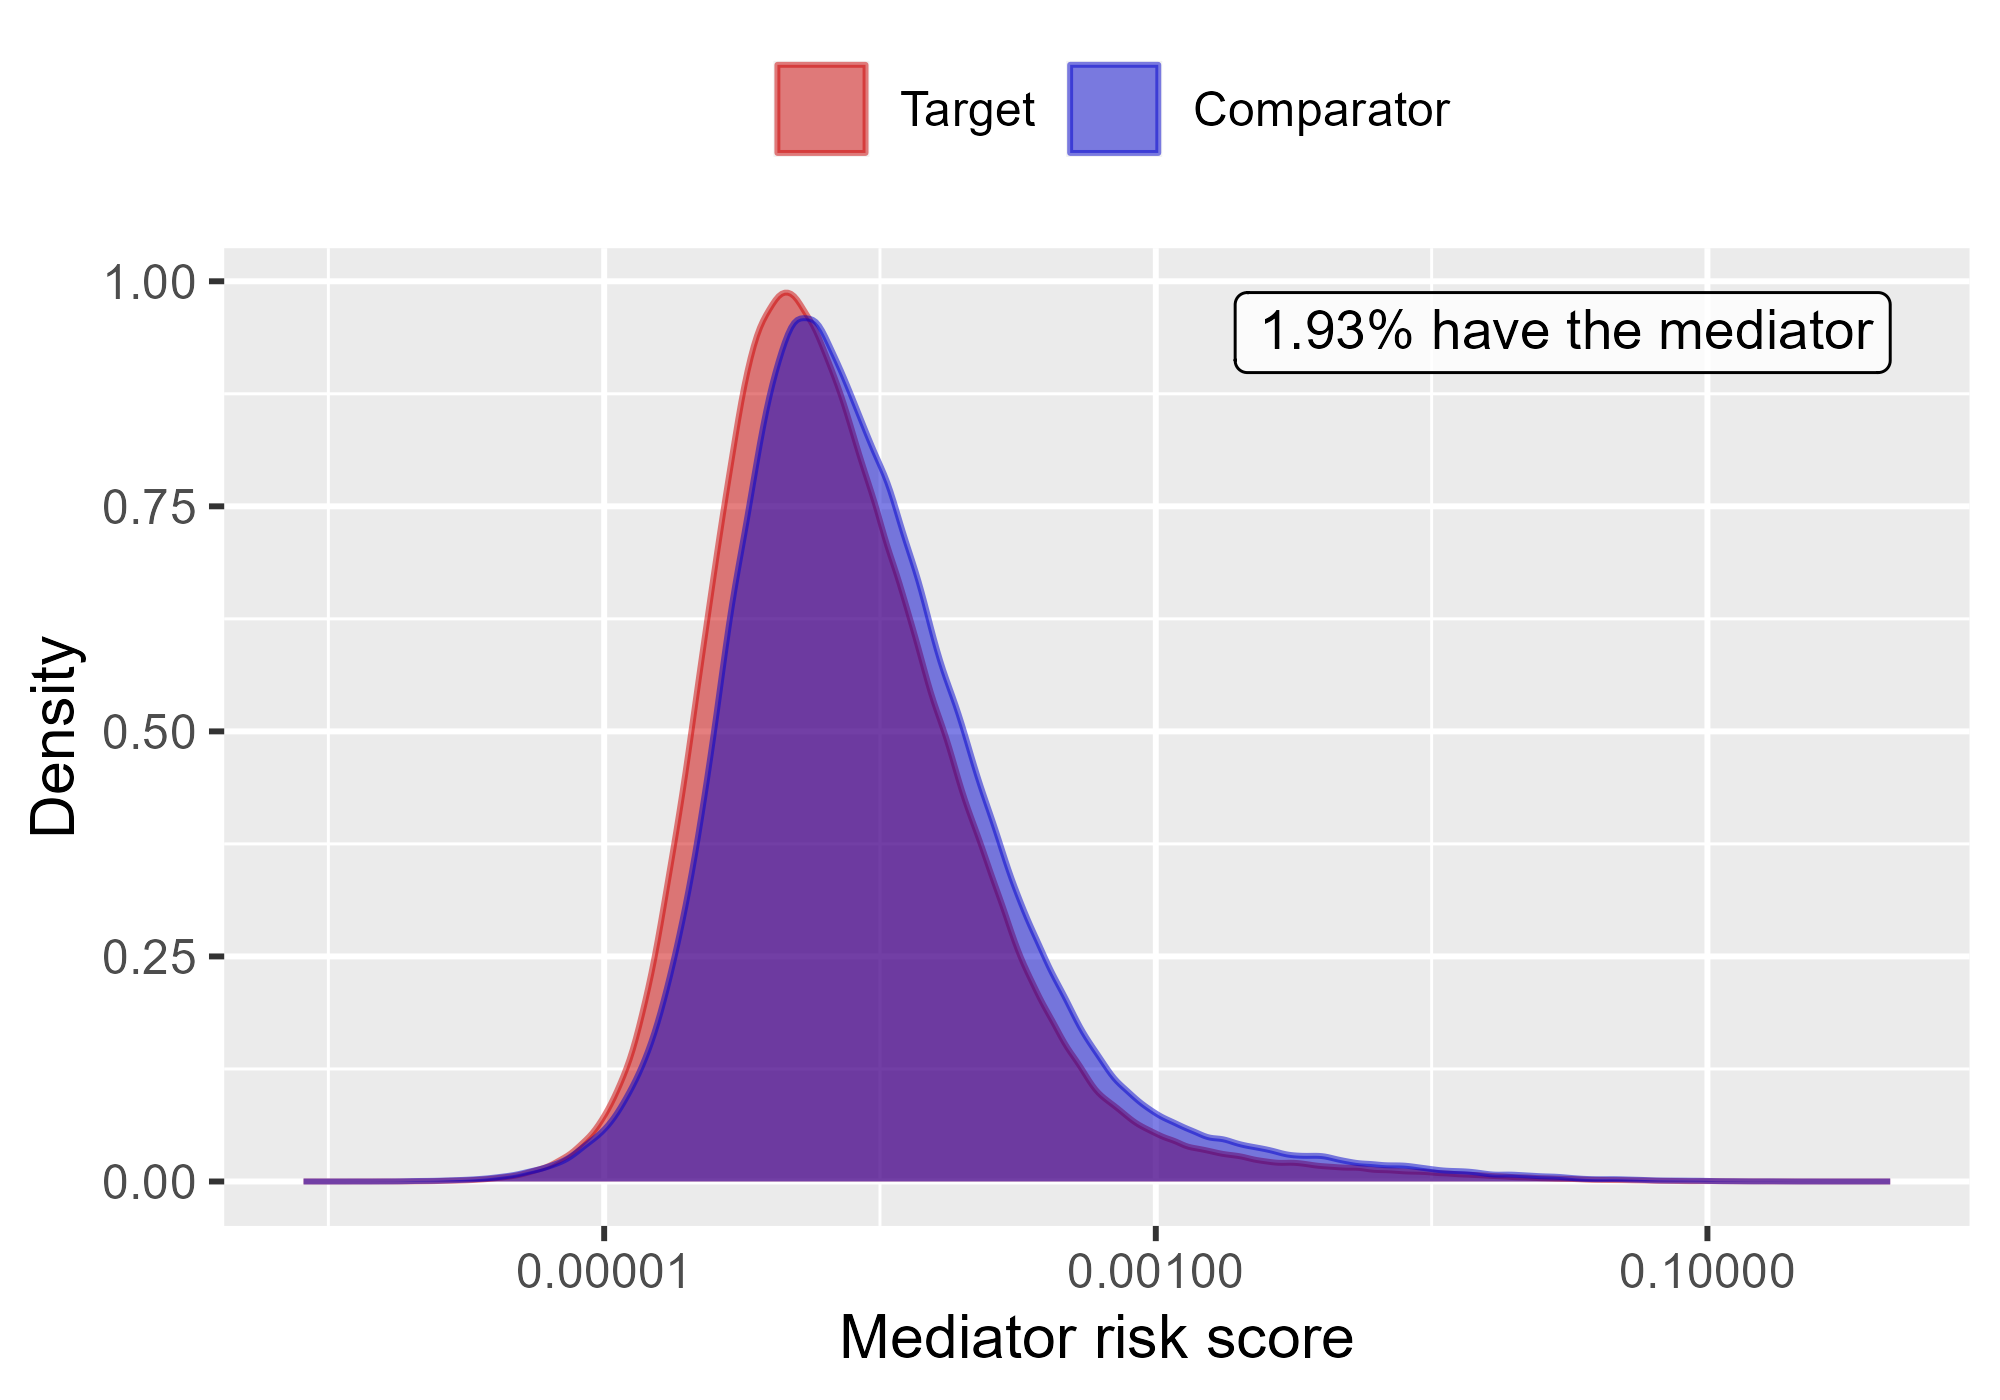 Target Comparator
1.00
1.93% have the mediator
0.75
0.50
0.25
0.00
Density
0.00001 0.00100 0.10000
Mediator risk score